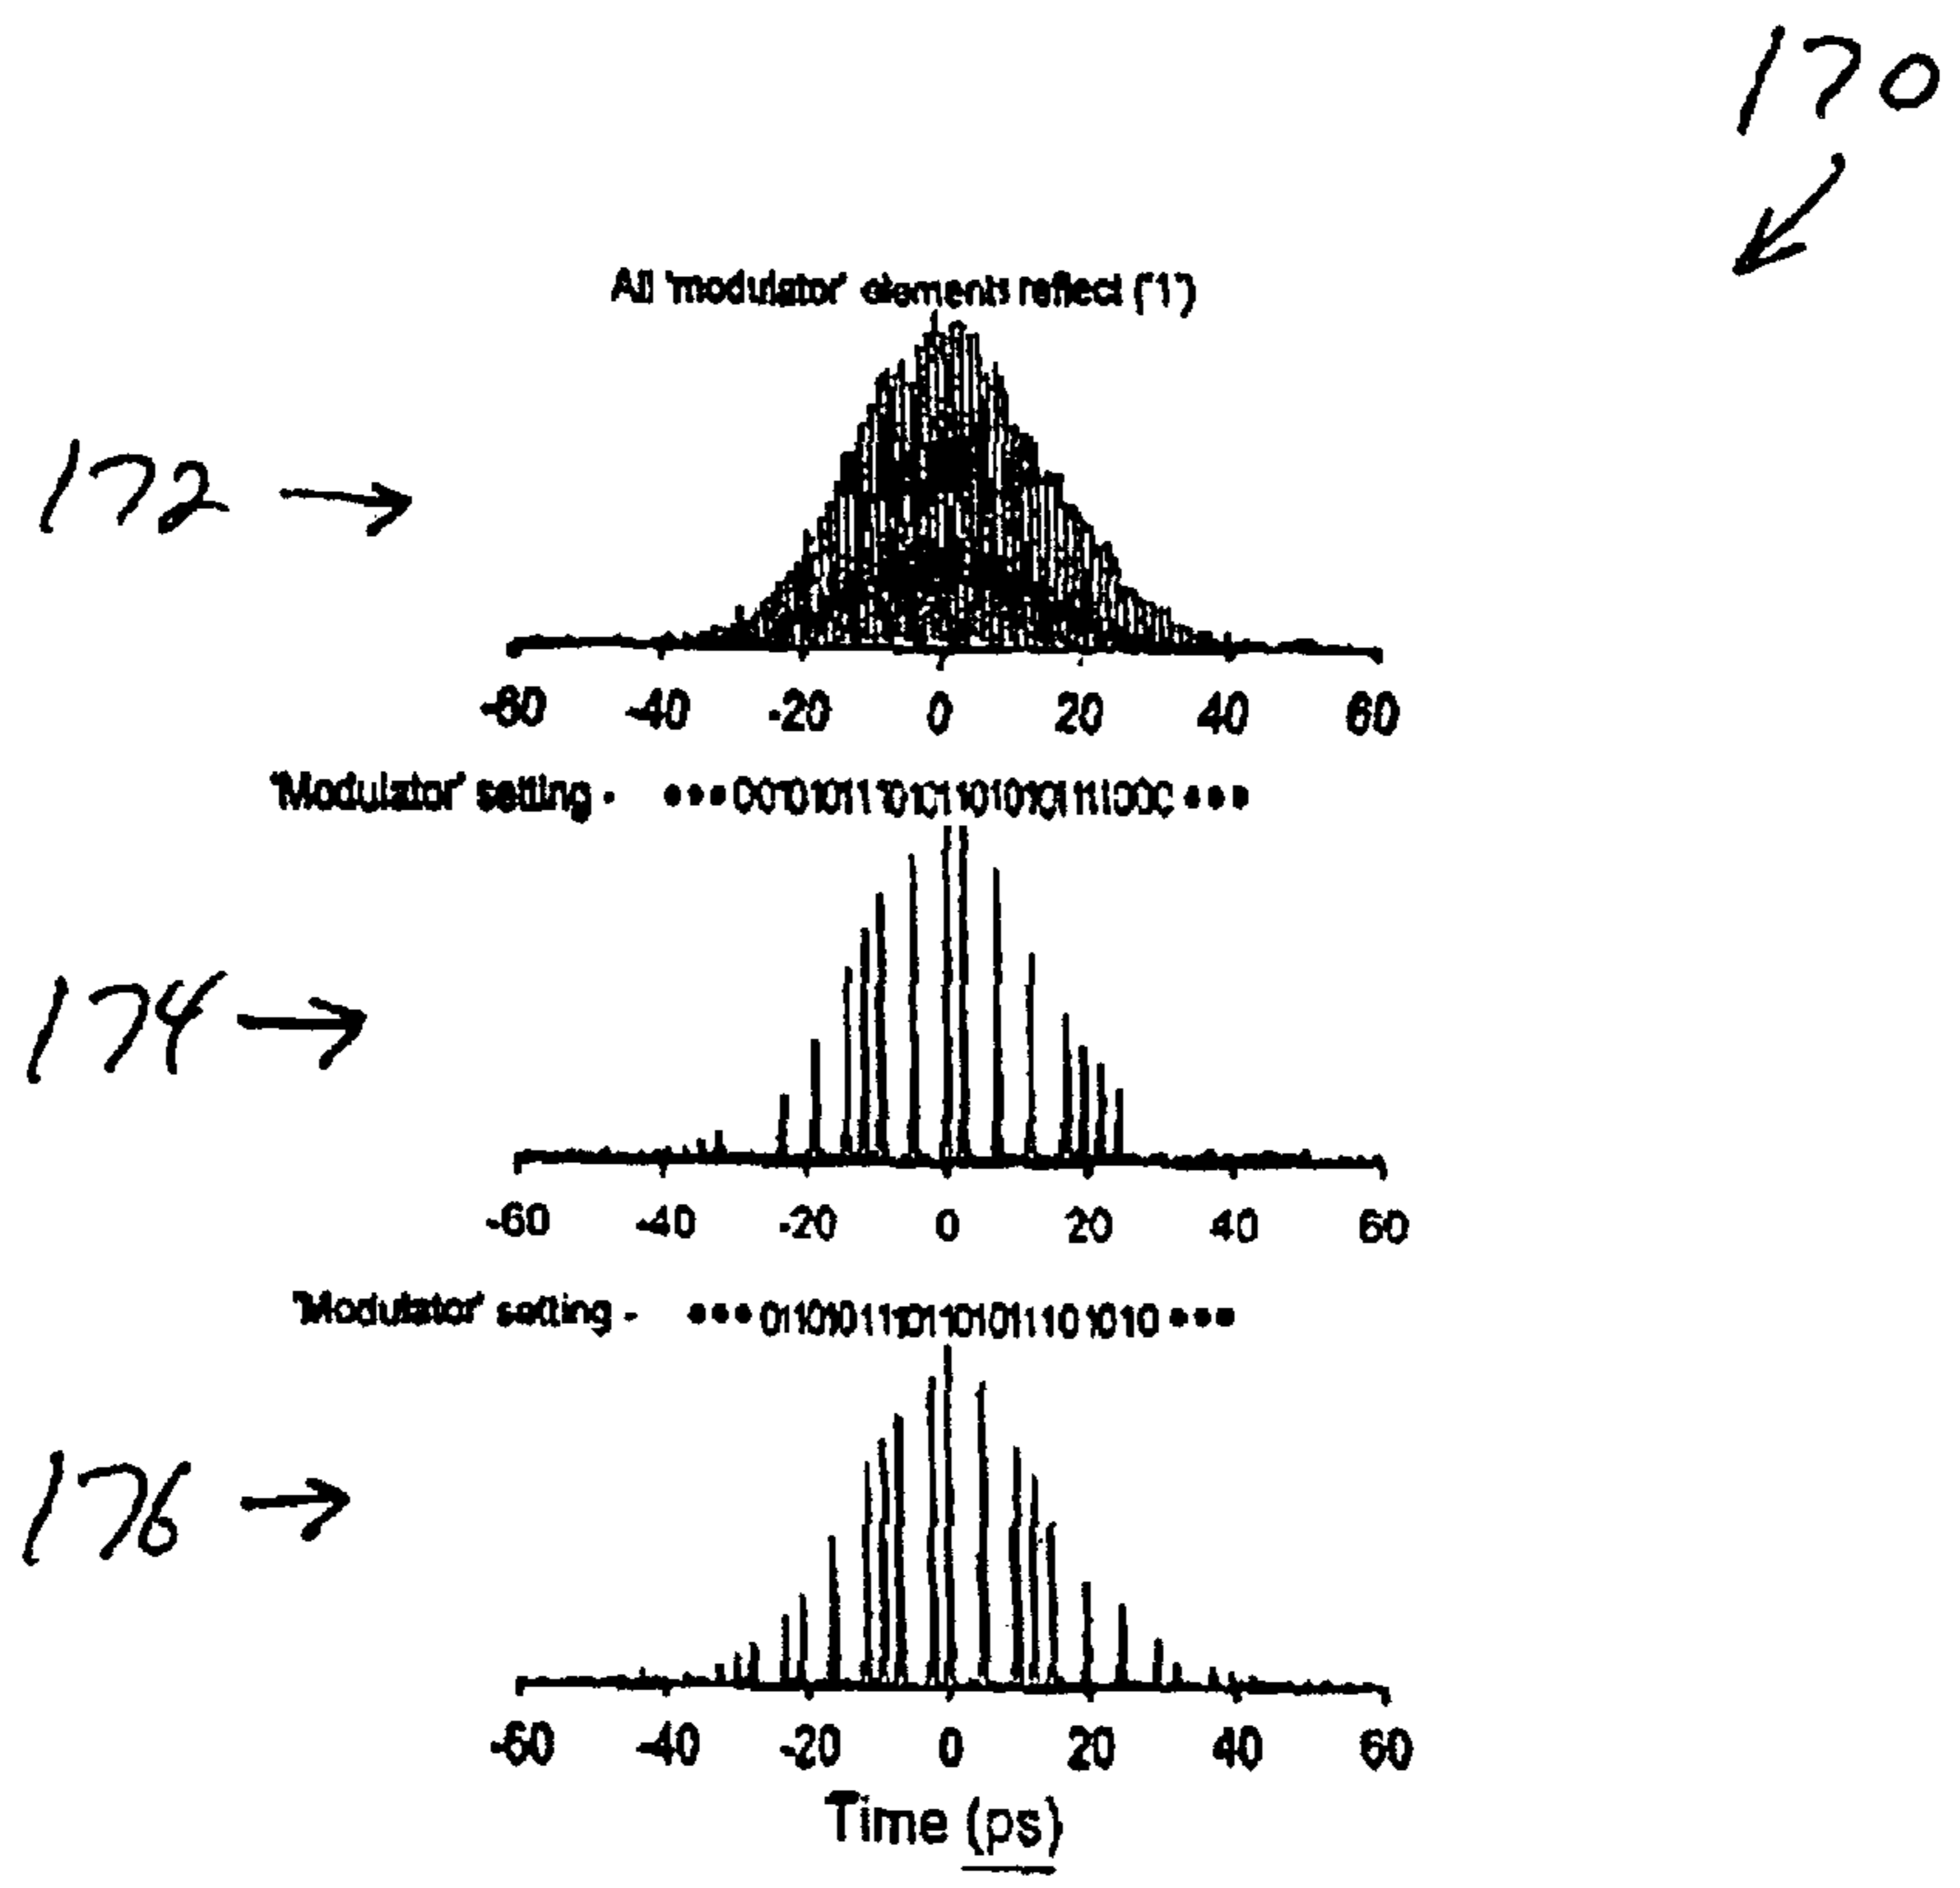 170
All modulator elements reflect ("1")
172
-60 -40 -20 0 20 40 60
Modulator setting -
174
-60 -40 -20 0 20 40 60
Modulator setting - •••01101011101101011101010•••
176
-60 -40 -20 0 20 40 60
Time (ps)